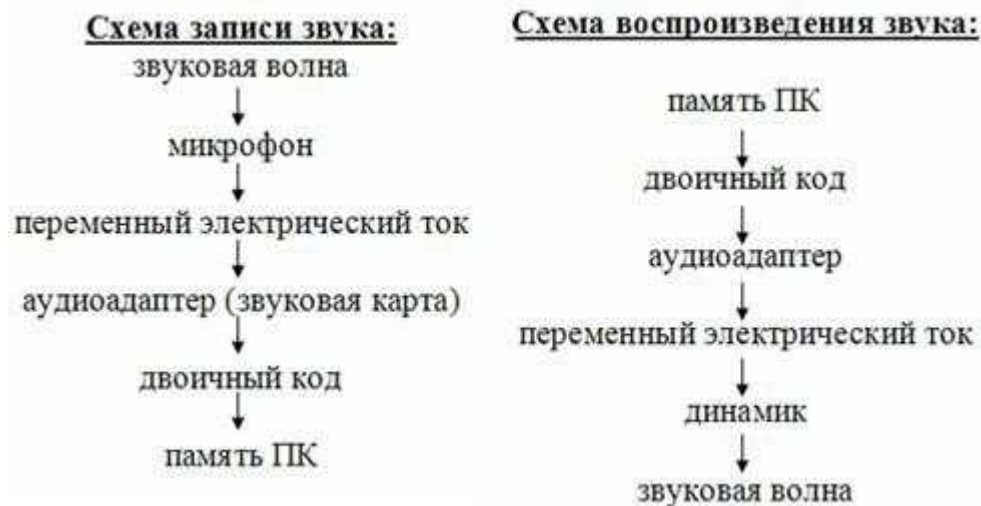 Схема записи звука:
звуковая волна
микрофон
переменный электрический ток
аудиоадаптер (звуковая карта)
двоичный код
память ПК
Схема воспроизведения звука:
память ПК
двоичный код
аудиоадаптер
переменный электрический ток
динамик
звуковая волна